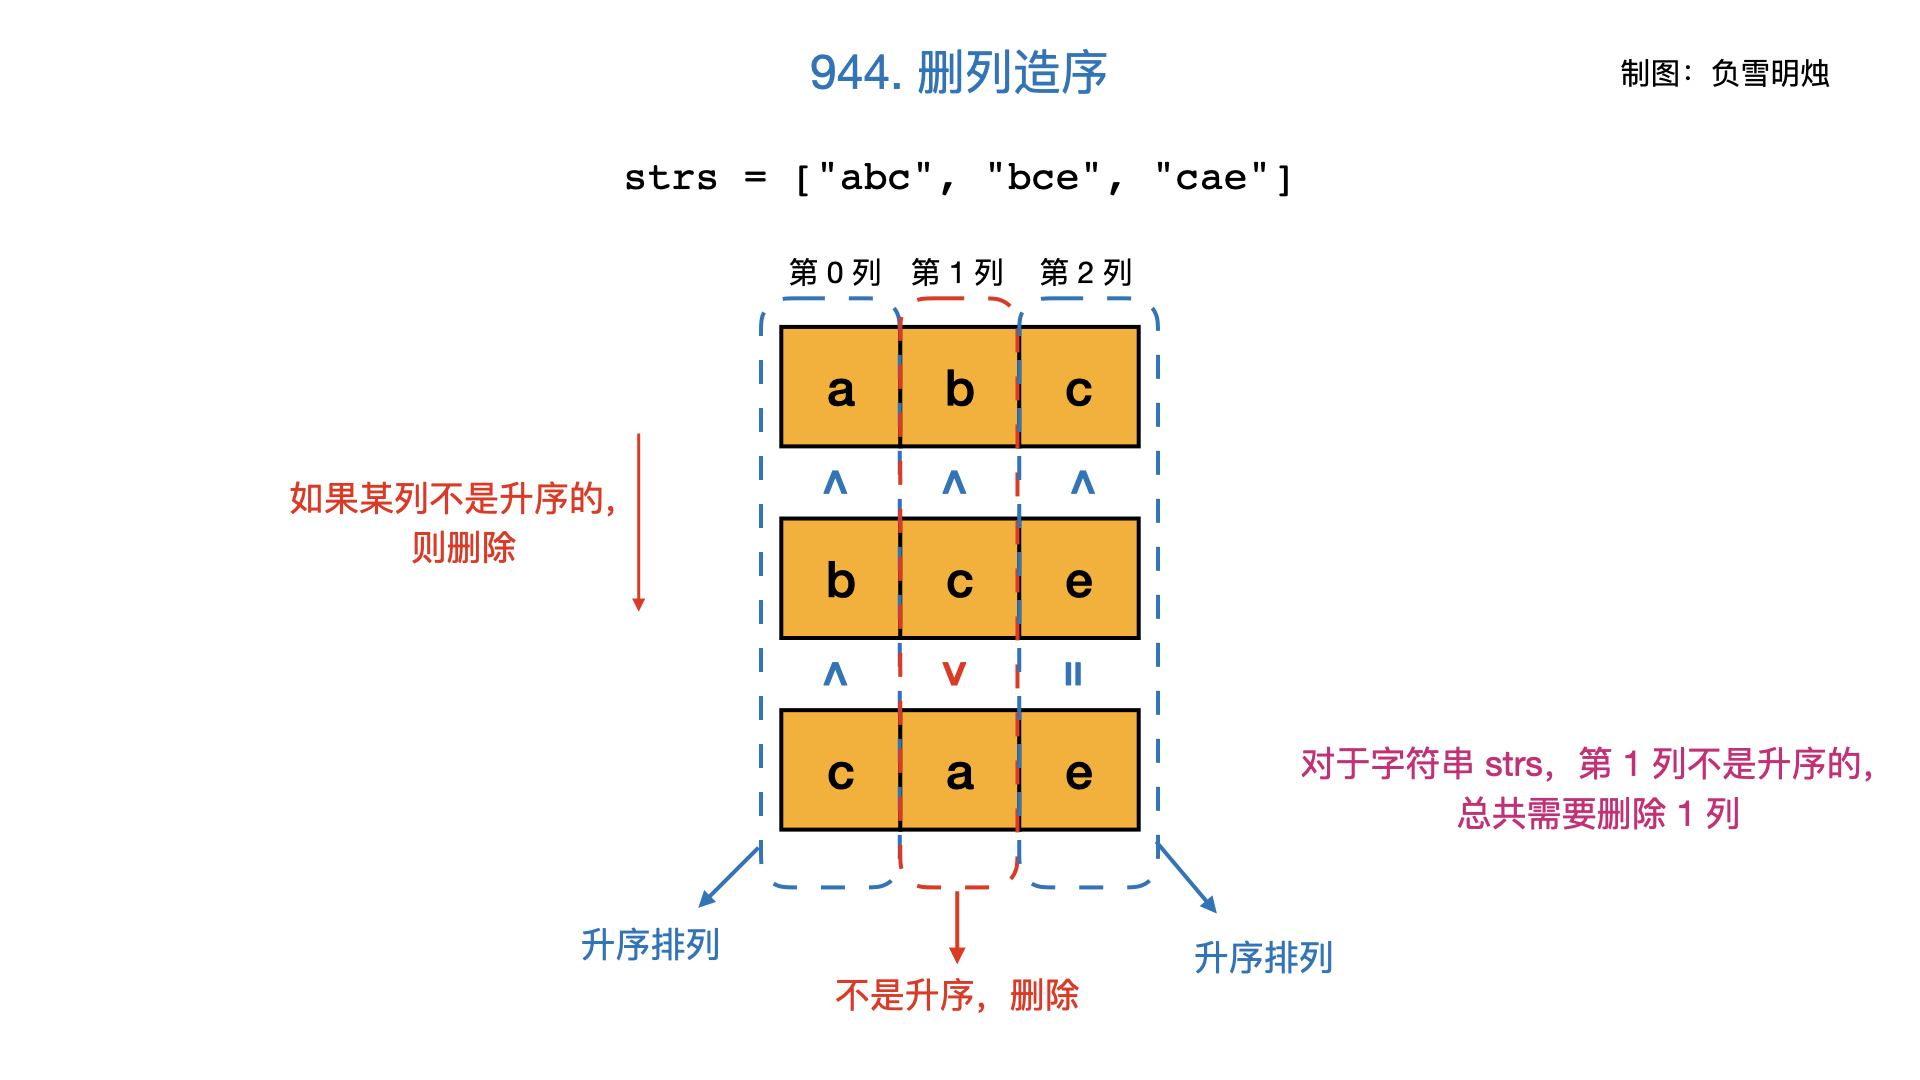 944. 删列造序
制图：负雪明烛
strs = ["abc", "bce", "cae"]
第 0 列 第 1 列 第 2 列
a b c
< < <
如果某列不是升序的，
则删除
b c e
< > =
c a e
对于字符串 strs，第 1 列不是升序的，
总共需要删除 1 列
升序排列
升序排列
不是升序，删除